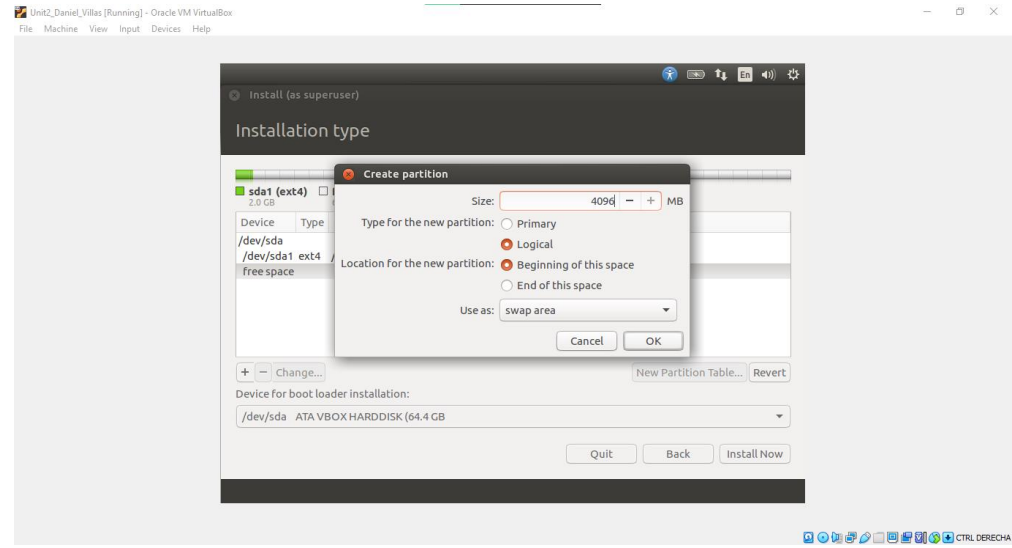 Unit2_Daniel_Villas [Running] - Oracle VM VirtualBox
File Machine View Input Devices Help
En
Install (as superuser)
Installation type
Create partition
sda1 (ext4)
2.0 GB
Size: 4096 - + MB
Device Type
Type for the new partition: Primary
/dev/sda
Logical
/dev/sda1 ext4 /
Location for the new partition: Beginning of this space
free space
End of this space
Use as: swap area
Cancel OK
+ - Change... New Partition Table... Revert
Device for boot loader installation:
/dev/sda ATA VBOX HARDDISK (64.4 GB
Quit Back Install Now
CTRL DERECHA